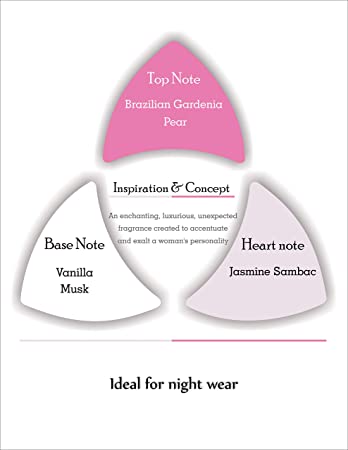 Top Note
Brazilian Gardenia
Pear
Inspiration & Concept
An enchanting, luxurious, unexpected
fragrance created to accentuate
and exalt a woman's personality
Base Note
Vanilla
Musk
Heart note
Jasmine Sambac
Ideal for night wear